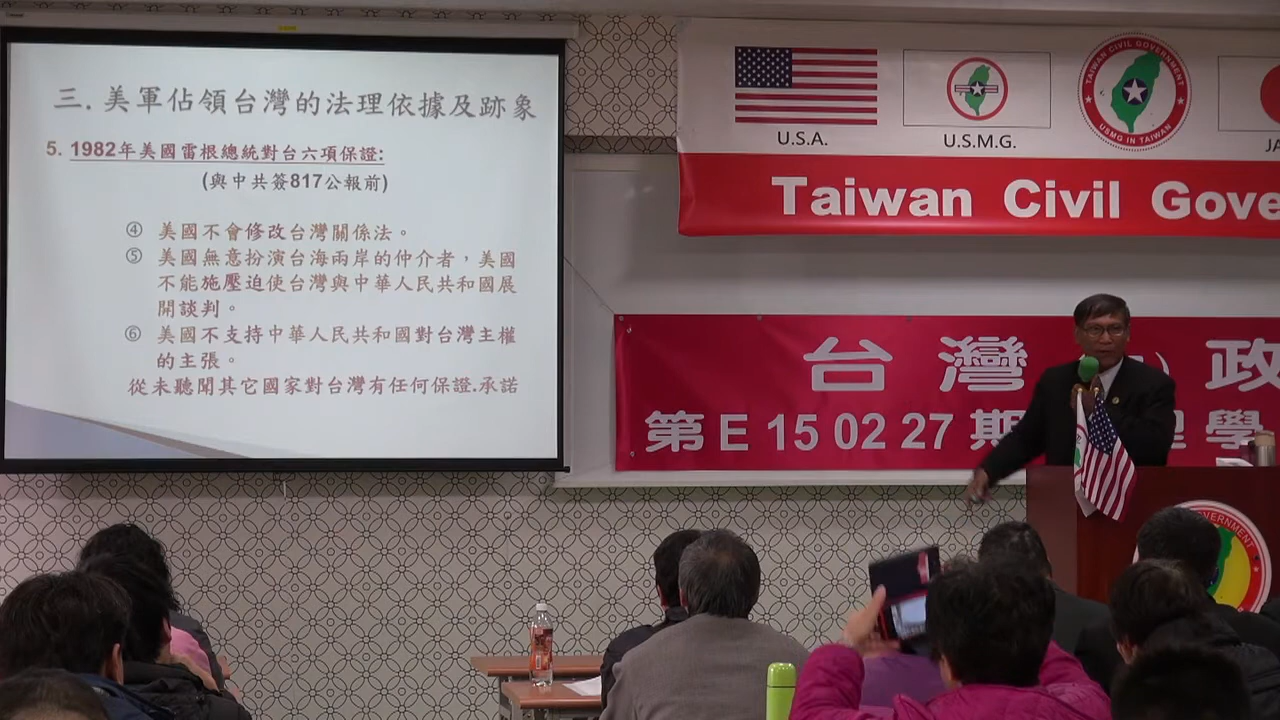 三. 美軍佔領台灣的法理依據及跡象
5. 1982年美國雷根總統對台六項保證:
(與中共簽817公報前)
④ 美國不會修改台灣關係法。
⑤ 美國無意扮演台海兩岸的仲介者，美國
不能施壓迫使台灣與中華人民共和國展
開談判。
⑥ 美國不支持中華人民共和國對台灣主權
的主張。
從未聽聞其它國家對台灣有任何保證.承諾
U.S.A.
U.S.M.G.
TAIWAN CIVIL GOVERNMENT
USMG IN TAIWAN
JA
Taiwan Civil Gove
台灣 政
第E150227期 學
GOVERNMENT